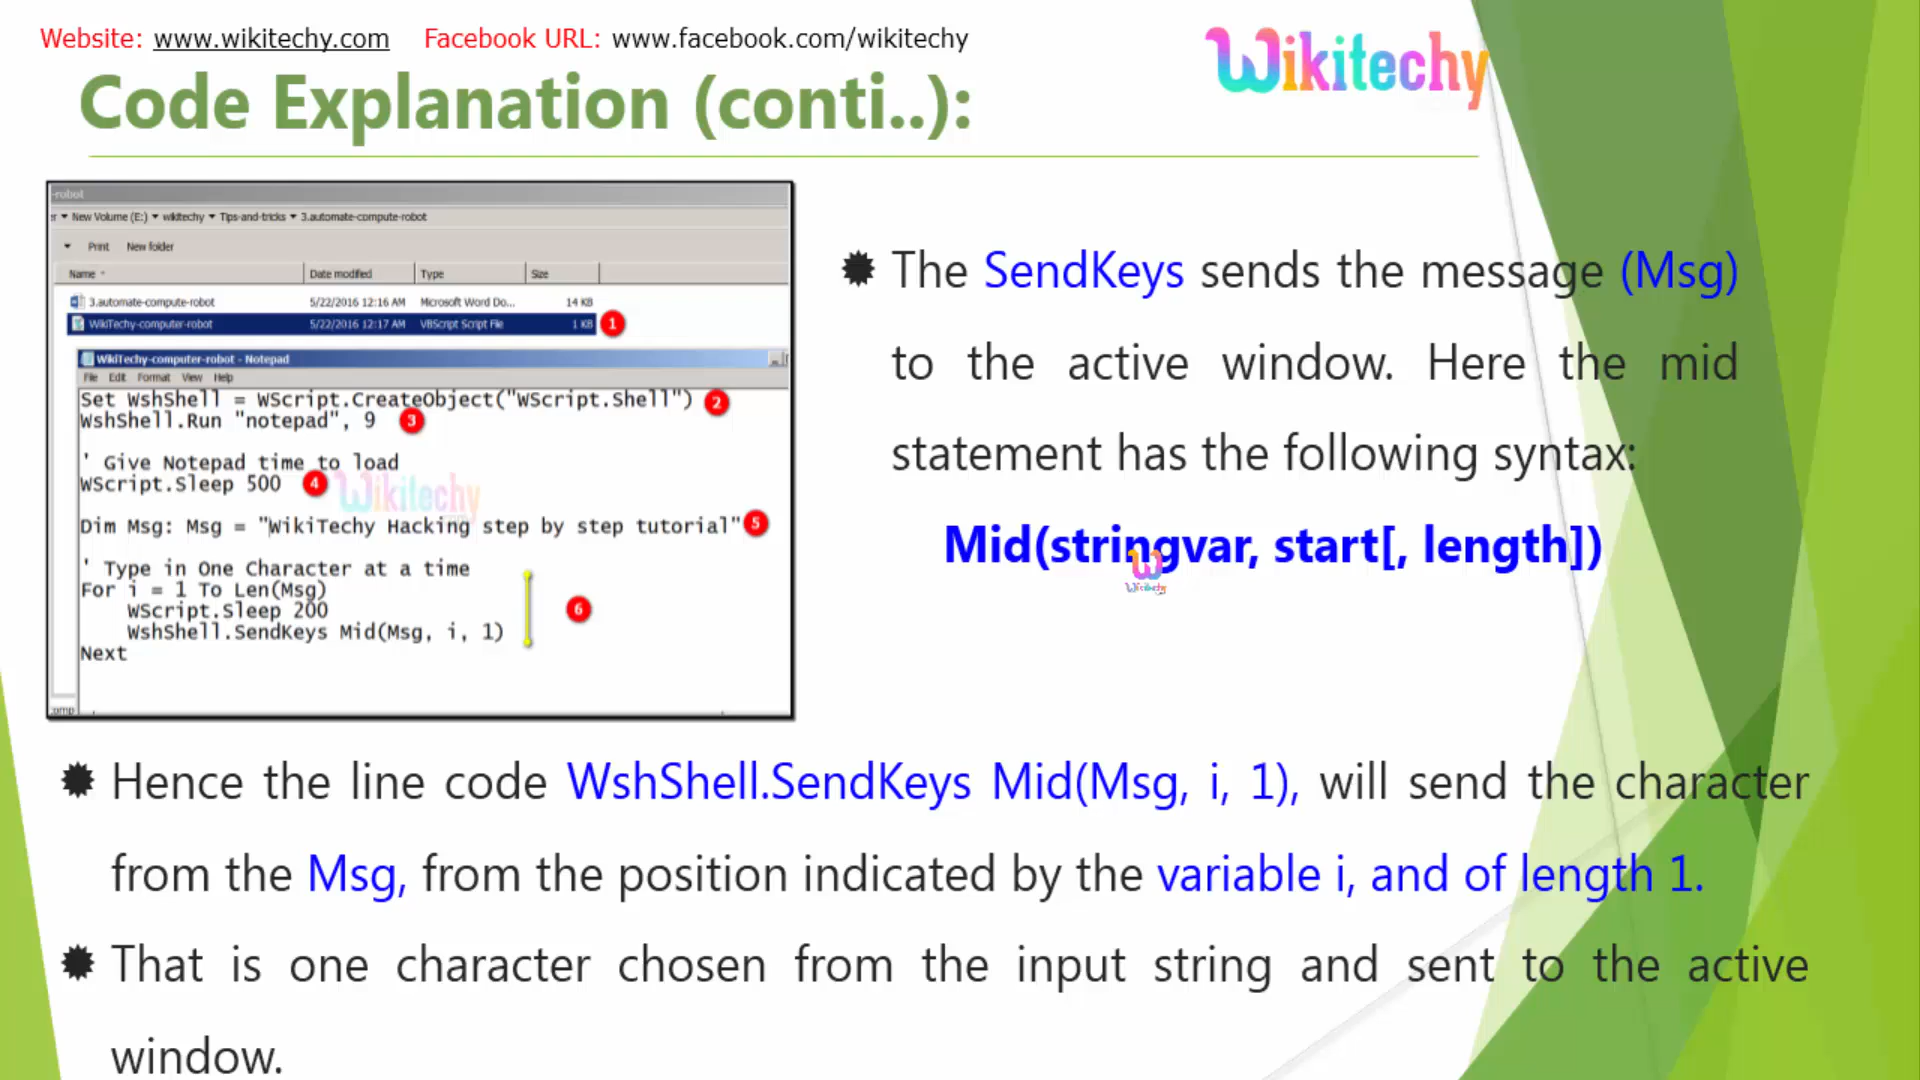 Website: www.wikitechy.com Facebook URL: www.facebook.com/wikitechy
Wikitechy
Code Explanation (conti..):
-robot
r ▾ New Volume (E:) ▾ wikitechy ▾ Tips-and-tricks ▾ 3.automate-compute-robot
Print New folder
Name Date modified Type Size
3.automate-compute-robot 5/22/2016 12:16 AM Microsoft Word Do... 14 KB
WikiTechy-computer-robot 5/22/2016 12:17 AM VBScript Script File 1 KB 1
WikiTechy-computer-robot - Notepad
File Edit Format View Help
Set WshShell = WScript.CreateObject("WScript.Shell") 2
WshShell.Run "notepad", 9 3
' Give Notepad time to load
WScript.Sleep 500 4
Wikitechy
Dim Msg: Msg = "WikiTechy Hacking step by step tutorial" 5
' Type in One Character at a time
For i = 1 To Len(Msg)
WScript.Sleep 200 6
WshShell.SendKeys Mid(Msg, i, 1)
Next
comp
The SendKeys sends the message (Msg)
to the active window. Here the mid
statement has the following syntax:
Mid(stringvar, start[, length])
Wikitechy
Hence the line code WshShell.SendKeys Mid(Msg, i, 1), will send the character
from the Msg, from the position indicated by the variable i, and of length 1.
That is one character chosen from the input string and sent to the active
window.